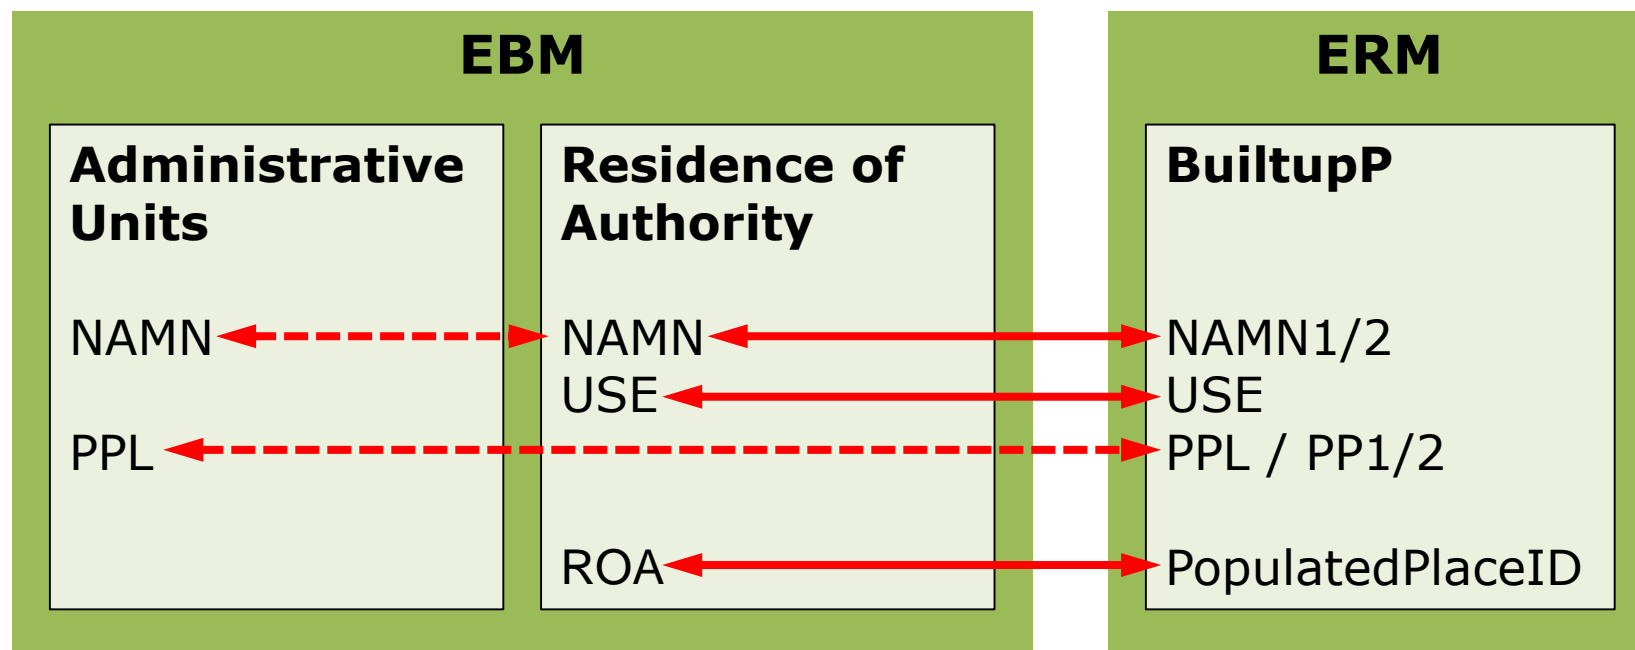 EBM
Administrative
Units
NAMN
PPL
Residence of
Authority
NAMN
USE
ROA
ERM
BuiltupP
NAMN1/2
USE
PPL / PP1/2
PopulatedPlaceID